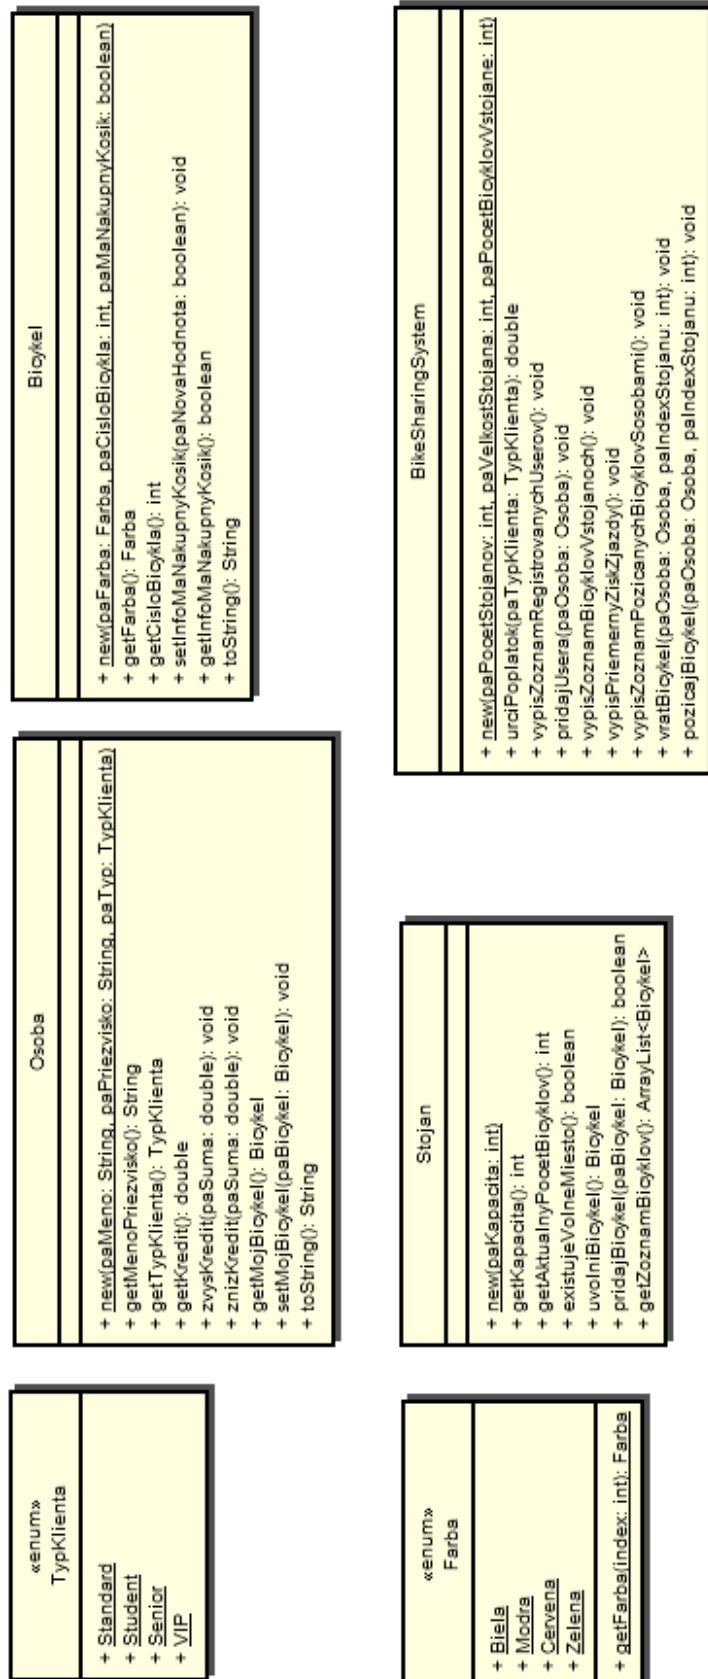 «enum»
TypKlienta
+ Standard
+ Student
+ Senior
+ VIP
Osoba
+ new(paMeno: String, paPriezvisko: String, paTyp: TypKlienta)
+ getMenoPriezvisko(): String
+ getTypKlienta(): TypKlienta
+ getKredit(): double
+ zvysKredit(paSuma: double): void
+ znizKredit(paSuma: double): void
+ getMojBicykel(): Bicykel
+ setMojBicykel(paBicykel: Bicykel): void
+ toString(): String
Bicykel
+ new(paFarba: Farba, paCisloBicykla: int, paMaNakupnyKosik: boolean)
+ getFarba(): Farba
+ getCisloBicykla(): int
+ setInfoMaNakupnyKosik(paNovaHodnota: boolean): void
+ getInfoMaNakupnyKosik(): boolean
+ toString(): String
«enum»
Farba
+ Biela
+ Modra
+ Cervena
+ Zelena
+ getFarba(index: int): Farba
Stojan
+ new(paKapacita: int)
+ getKapacita(): int
+ getAktualnyPocetBicyklov(): int
+ existujeVolneMiesto(): boolean
+ uvolniBicykel(): Bicykel
+ pridajBicykel(paBicykel: Bicykel): boolean
+ getZoznamBicyklov(): ArrayList<Bicykel>
BikeSharingSystem
+ new(paPocetStojanov: int, paVelkostStojana: int, paPocetBicyklovVstojane: int)
+ urciPoplatok(paTypKlienta: TypKlienta): double
+ vypisZoznamRegistrovanychUserov(): void
+ pridajUsera(paOsoba: Osoba): void
+ vypisZoznamBicyklovVstojanoch(): void
+ vypisPriemernyZiskZjazdy(): void
+ vypisZoznamPozicanychBicyklovSosobami(): void
+ vratBicykel(paOsoba: Osoba, paIndexStojanu: int): void
+ pozicajBicykel(paOsoba: Osoba, paIndexStojanu: int): void